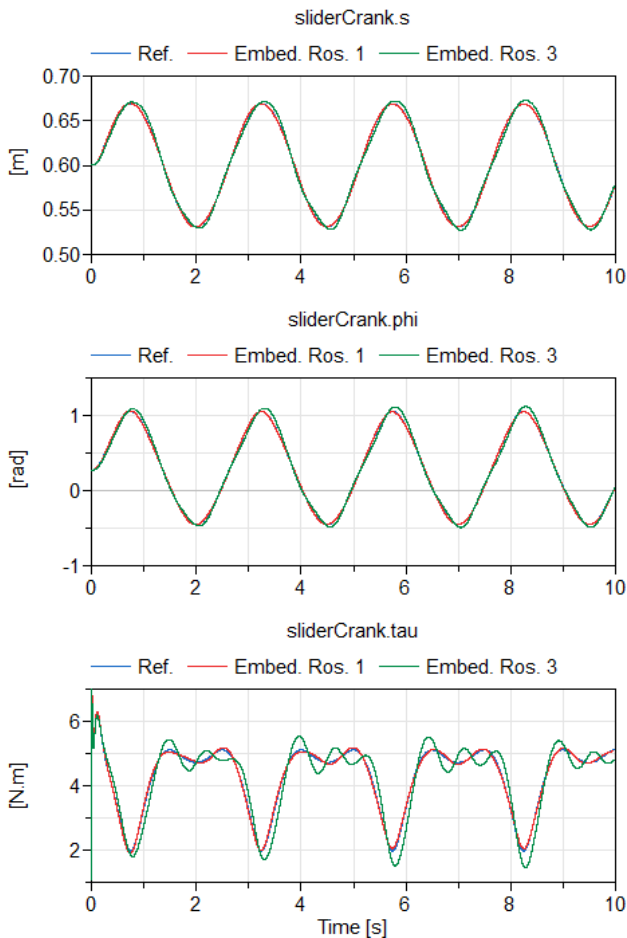 sliderCrank.s
Ref. Embed. Ros. 1 Embed. Ros. 3
0.70
0.65
0.60
0.55
0.50
[m]
0 2 4 6 8 10
sliderCrank.phi
Ref. Embed. Ros. 1 Embed. Ros. 3
1
0
-1
[rad]
0 2 4 6 8 10
sliderCrank.tau
Ref. Embed. Ros. 1 Embed. Ros. 3
6
4
2
[N.m]
0 2 4 6 8 10
Time [s]